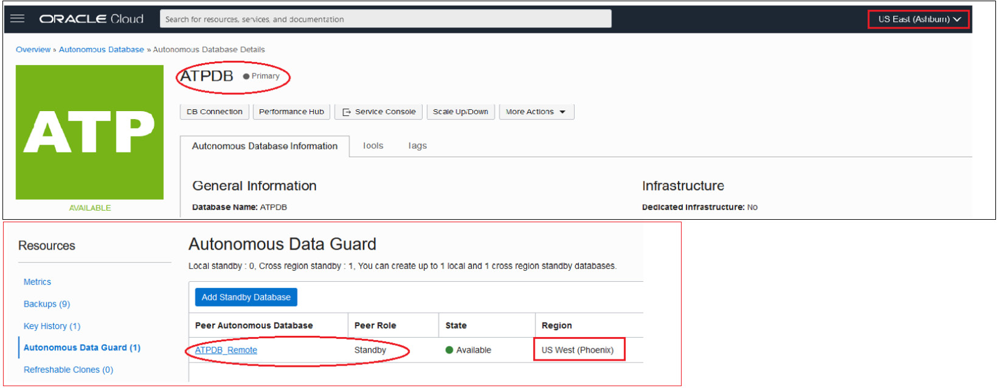 ORACLE Cloud
Search for resources, services, and documentation
US East (Ashburn)
Overview » Autonomous Database » Autonomous Database Details
ATP
AVAILABLE
ATPDB Primary
DB Connection
Performance Hub
Service Console
Scale Up/Down
More Actions
Autonomous Database Information
Tools
Tags
General Information
Database Name: ATPDB
Infrastructure
Dedicated Infrastructure: No
Resources
Metrics
Backups (9)
Key History (1)
Autonomous Data Guard (1)
Refreshable Clones (0)
Autonomous Data Guard
Local standby : 0, Cross region standby : 1, You can create up to 1 local and 1 cross region standby databases.
Add Standby Database
Peer Autonomous Database Peer Role State Region
ATPDB_Remote Standby Available US West (Phoenix)